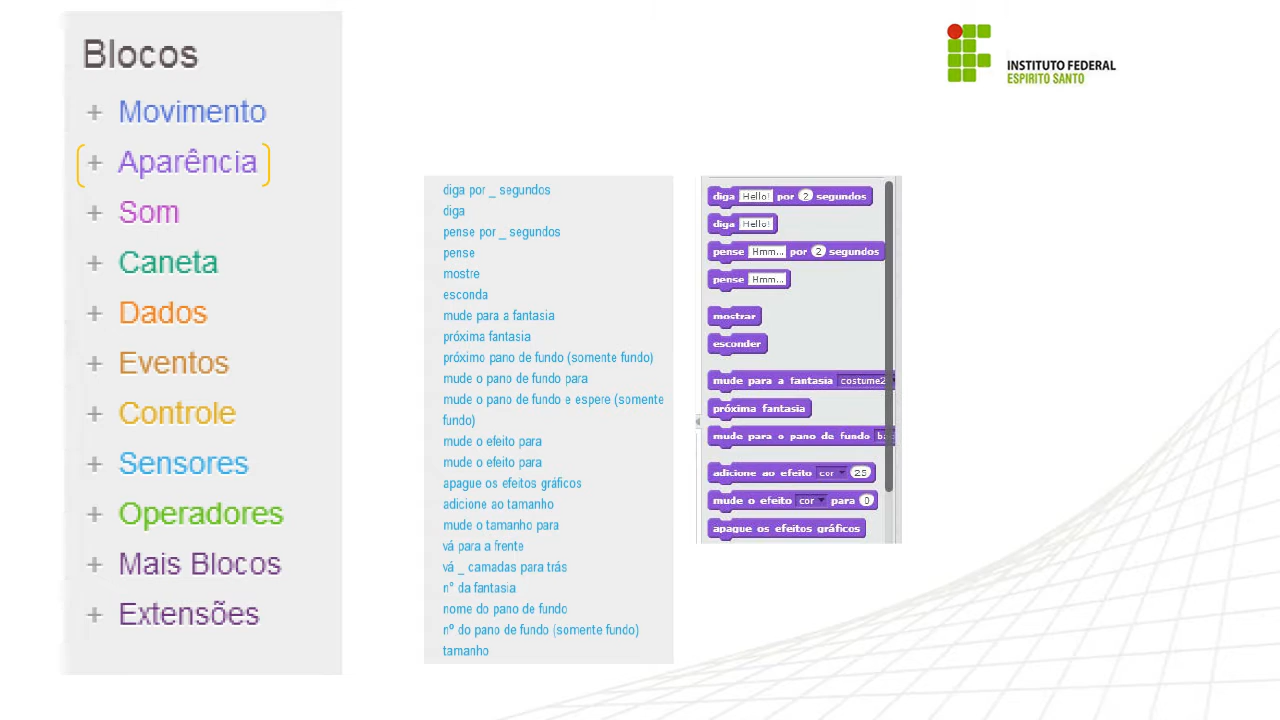 Blocos
+ Movimento
+ Aparência
+ Som
+ Caneta
+ Dados
+ Eventos
+ Controle
+ Sensores
+ Operadores
+ Mais Blocos
+ Extensões
INSTITUTO FEDERAL
ESPIRITO SANTO
diga por _ segundos
diga
pense por _ segundos
pense
mostre
esconda
mude para a fantasia
próxima fantasia
próximo pano de fundo (somente fundo)
mude o pano de fundo para
mude o pano de fundo e espere (somente
fundo)
mude o efeito para
mude o efeito para
apague os efeitos gráficos
adicione ao tamanho
mude o tamanho para
vá para a frente
vá _ camadas para trás
n° da fantasia
nome do pano de fundo
nº do pano de fundo (somente fundo)
tamanho
diga Hello! por 2 segundos
diga Hello!
pense Hmm... por 2 segundos
pense Hmm...
mostrar
esconder
mude para a fantasia costume2
próxima fantasia
mude para o pano de fundo
adicione ao efeito cor 25
mude o efeito cor para 0
apague os efeitos gráficos